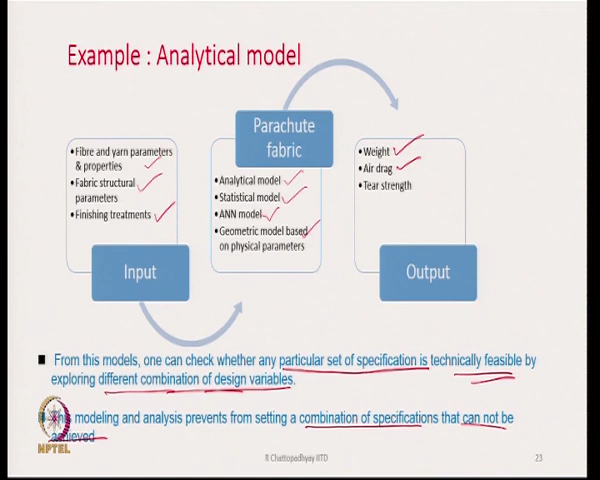 Example : Analytical model
• Fibre and yarn parameters
& properties
• Fabric structural
parameters
• Finishing treatments
Input
Parachute
fabric
• Analytical model
• Statistical model
• ANN model
• Geometric model based
on physical parameters
• Weight
• Air drag
• Tear strength
Output
■ From this models, one can check whether any particular set of specification is technically feasible by
exploring different combination of design variables.
modeling and analysis prevents from setting a combination of specifications that can not be
achieved
NPTEL
R Chattopadhyay IITD
23